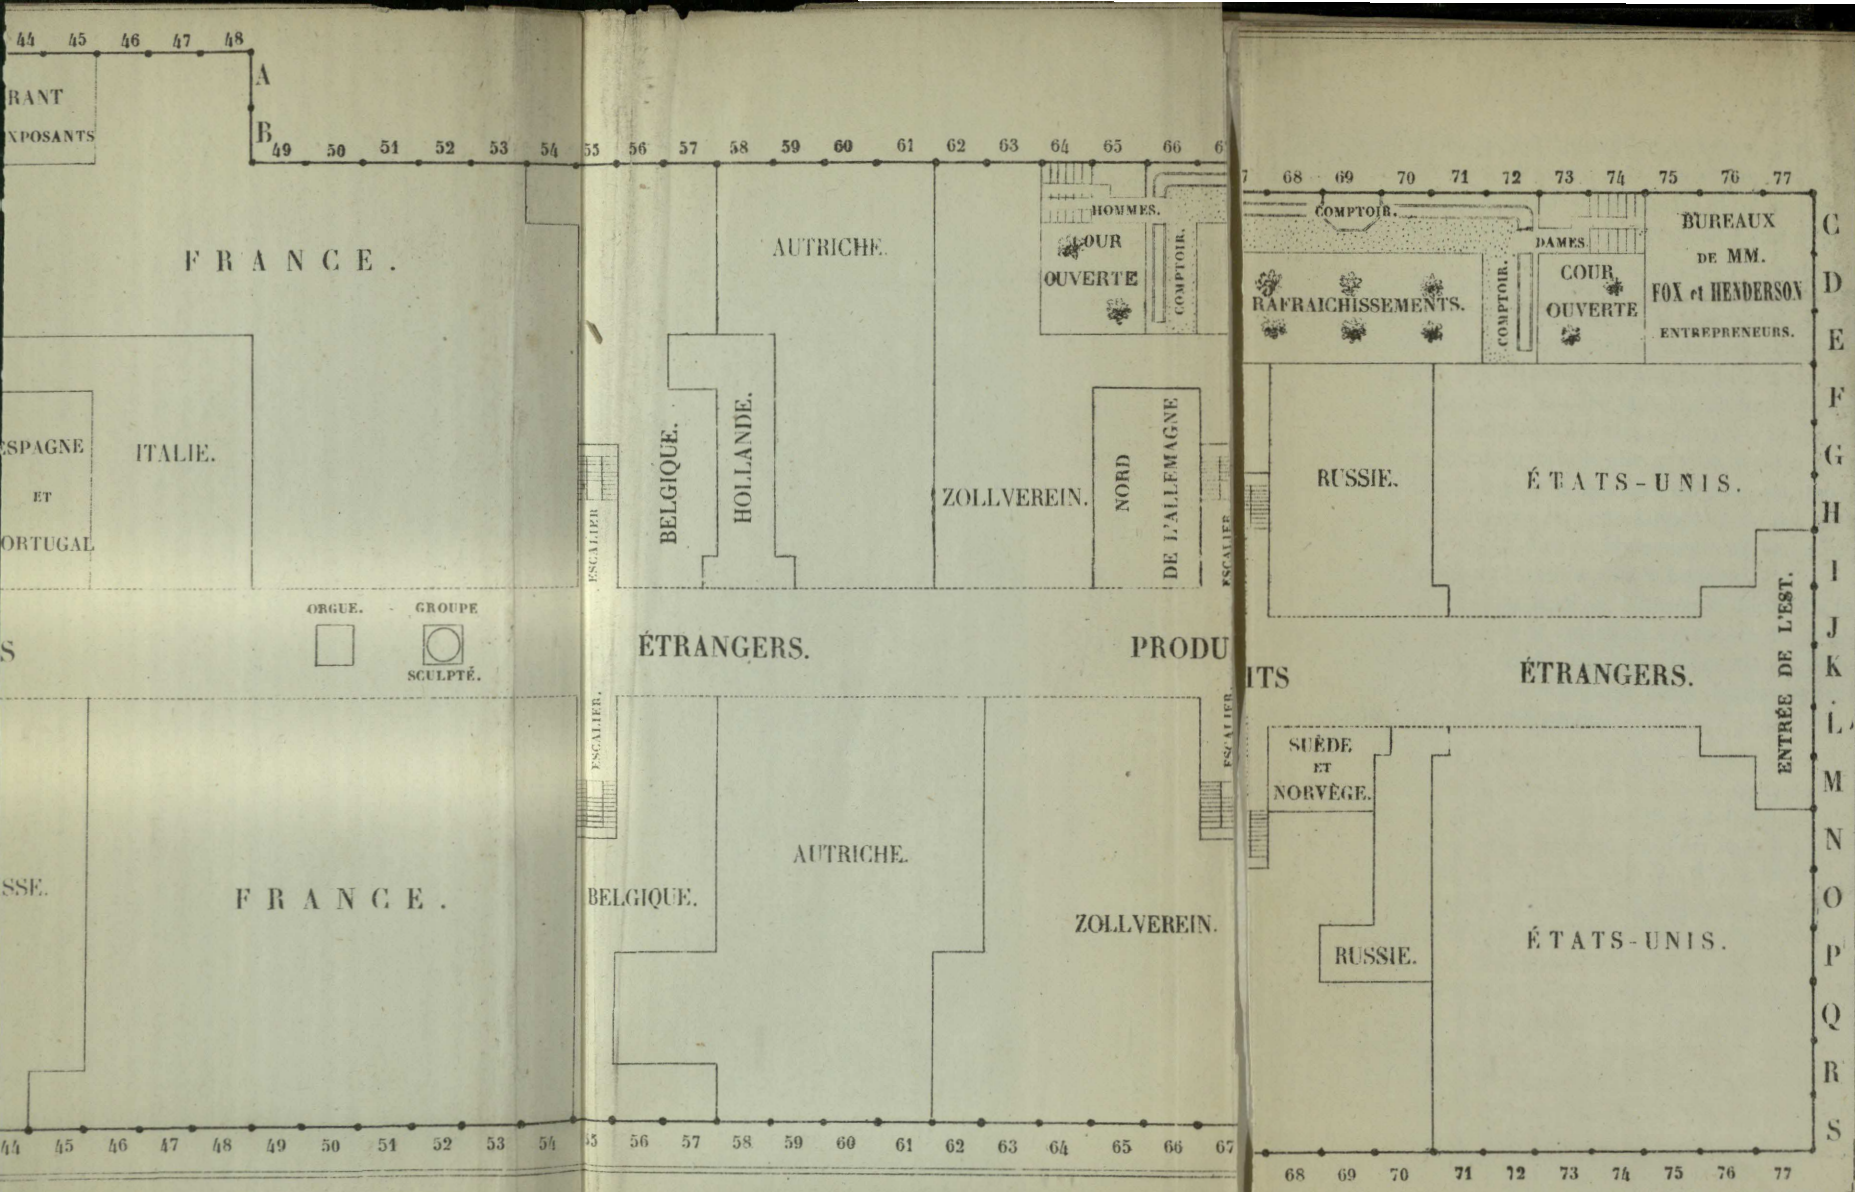 44 45 46 47 48
A
B
RANT
XPOSANTS
49 50 51 52 53 54 55 56 57 58 59 60 61 62 63 64 65 66 6
7 68 69 70 71 72 73 74 75 76 77
FRANCE.
AUTRICHE.
HOMMES.
COUR
OUVERTE
COMPTOIR.
COMPTOIR.
RAFRAICHISSEMENTS.
COMPTOIR.
DAMES.
COUR
OUVERTE
BUREAUX
DE MM.
FOX et HENDERSON
ENTREPRENEURS.
C
D
E
F
G
H
I
J
K
L
M
N
O
P
Q
R
S
ESPAGNE
ET
ORTUGAL
ITALIE.
ESCALIER
BELGIQUE.
HOLLANDE.
ZOLLVEREIN.
NORD
DE L'ALLEMAGNE
ESCALIER
RUSSIE.
ÉTATS-UNIS.
S
ORGUE.
GROUPE
SCULPTÉ.
ÉTRANGERS.
PRODU
ITS
ÉTRANGERS.
ENTRÉE DE L'EST.
SSE.
FRANCE.
ESCALIER.
BELGIQUE.
AUTRICHE.
ZOLLVEREIN.
ESCALIER
SUÈDE
ET
NORVÈGE.
RUSSIE.
ÉTATS-UNIS.
44 45 46 47 48 49 50 51 52 53 54 55 56 57 58 59 60 61 62 63 64 65 66 67
68 69 70 71 72 73 74 75 76 77